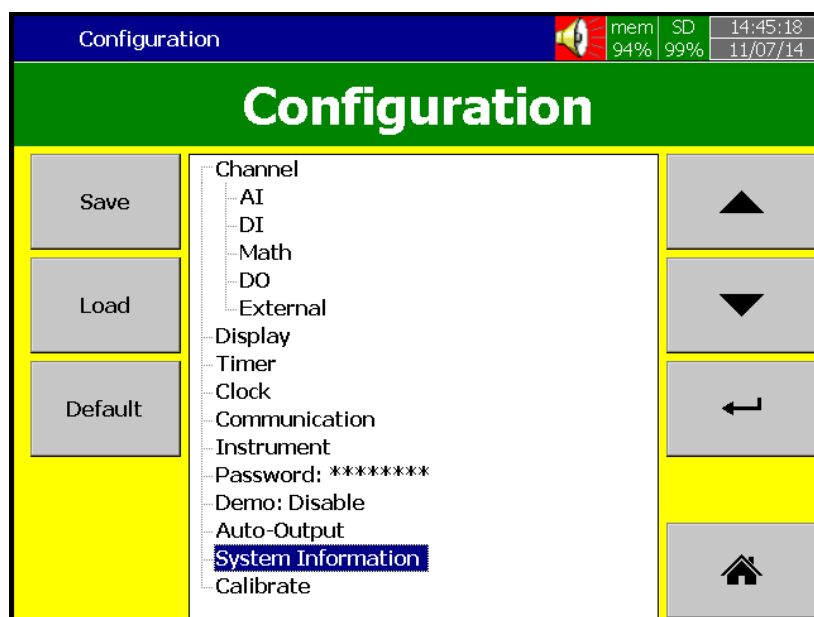 Configuration
mem SD 14:45:18
94% 99% 11/07/14
Configuration
Save
Load
Default
Channel
AI
DI
Math
DO
External
Display
Timer
Clock
Communication
Instrument
Password: ********
Demo: Disable
Auto-Output
System Information
Calibrate